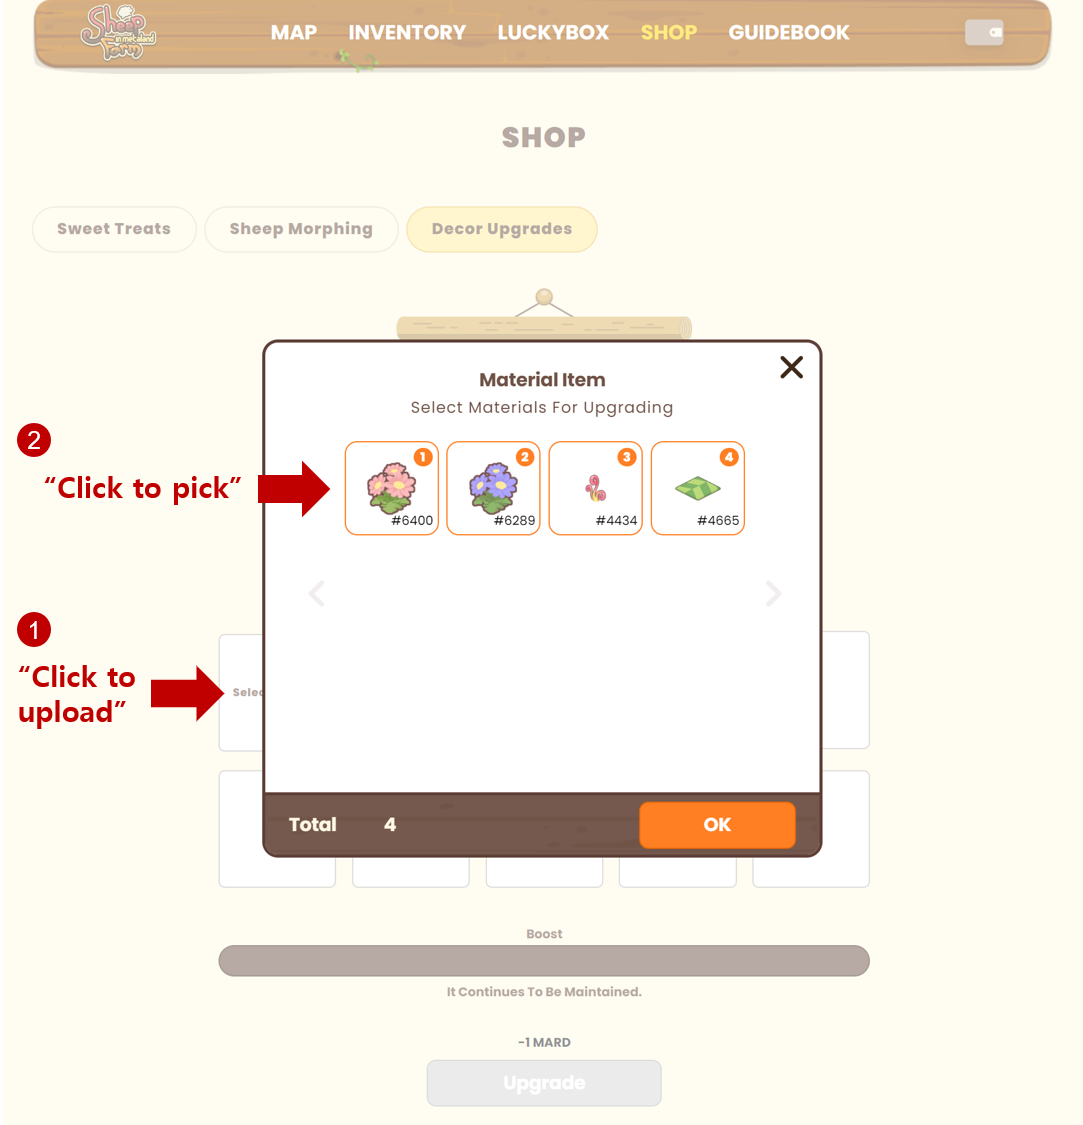 Sheep
in metaland
Farm
MAP INVENTORY LUCKYBOX SHOP GUIDEBOOK
SHOP
Sweet Treats
Sheep Morphing
Decor Upgrades
Material Item
Select Materials For Upgrading
1
#6400
2
#6289
3
#4434
4
#4665
2
“Click to pick”
1
“Click to
upload”
Selec
Total 4
OK
Boost
It Continues To Be Maintained.
-1 MARD
Upgrade